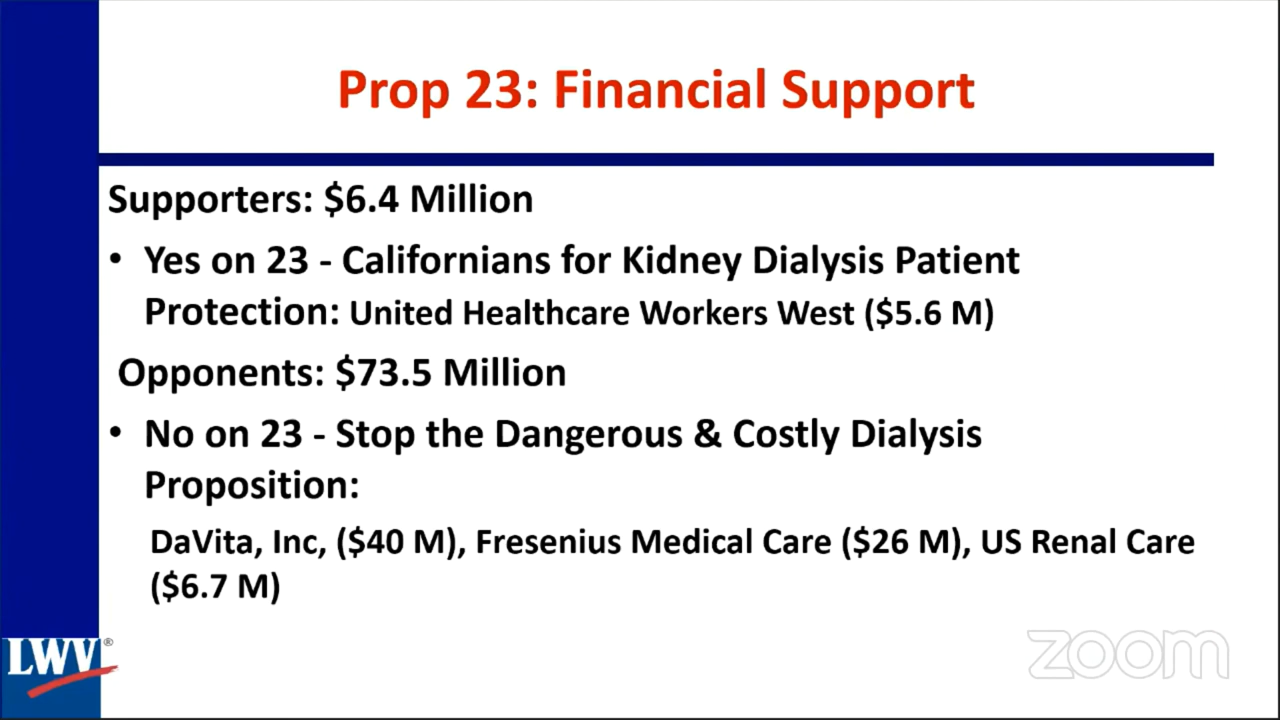 Prop 23: Financial Support
Supporters: $6.4 Million
• Yes on 23 - Californians for Kidney Dialysis Patient
Protection: United Healthcare Workers West ($5.6 M)
Opponents: $73.5 Million
• No on 23 - Stop the Dangerous & Costly Dialysis
Proposition:
DaVita, Inc, ($40 M), Fresenius Medical Care ($26 M), US Renal Care
($6.7 M)
LWV®
zoom